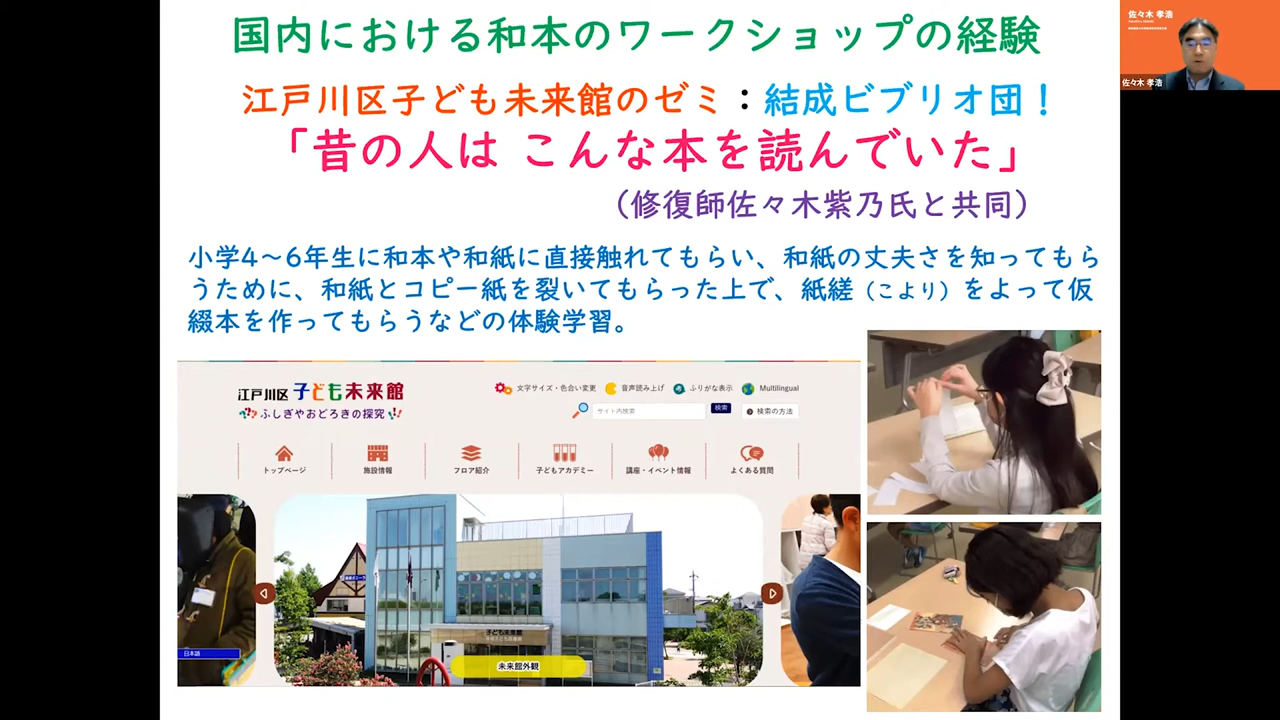 国内における和本のワークショップの経験
江戸川区子ども未来館のゼミ：結成ビブリオ団！
「昔の人は こんな本を読んでいた」
（修復師佐々木紫乃氏と共同）
小学4～6年生に和本や和紙に直接触れてもらい、和紙の丈夫さを知ってもら
うために、和紙とコピー紙を裂いてもらった上で、紙縒（こより）をよって仮
綴本を作ってもらうなどの体験学習。
江戸川区 子ども未来館
ふしぎやおどろきの探究
文字サイズ・色合い変更 音声読み上げ ふりがな表示 Multilingual
サイト内検索 検索 検索の方法
トップページ 施設情報 フロア紹介 子どもアカデミー 講座・イベント情報 よくある質問
子ども未来館
未来館外観
日本語
佐々木 孝浩
佐々木 孝浩